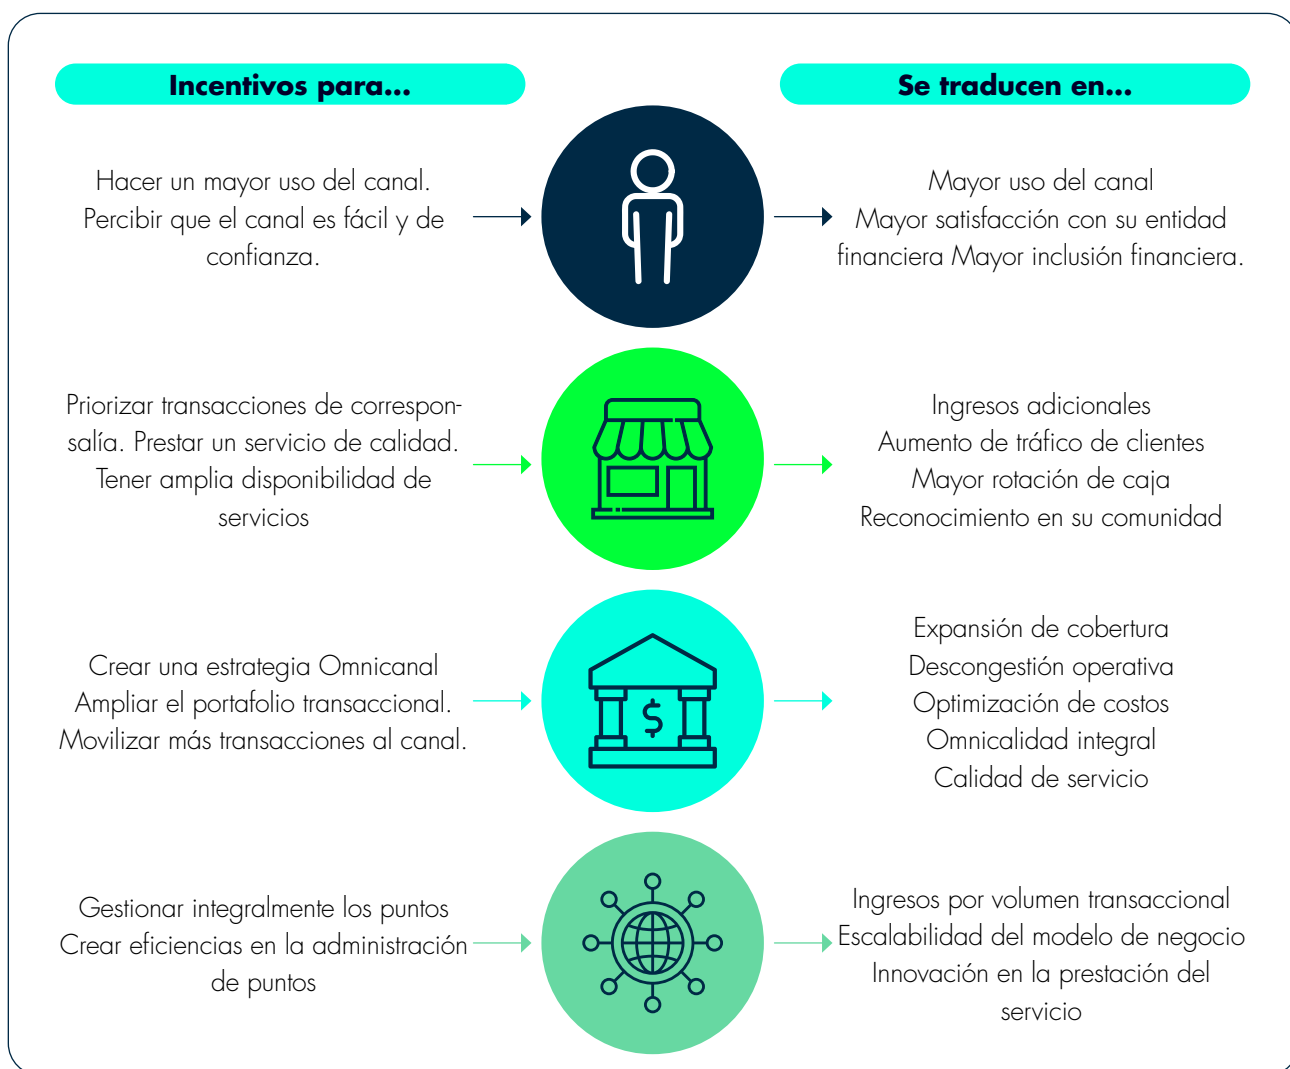 Incentivos para...
Se traducen en...
Hacer un mayor uso del canal.
Percibir que el canal es fácil y de
confianza.
Mayor uso del canal
Mayor satisfacción con su entidad
financiera Mayor inclusión financiera.
Priorizar transacciones de correspon-
salía. Prestar un servicio de calidad.
Tener amplia disponibilidad de
servicios
Ingresos adicionales
Aumento de tráfico de clientes
Mayor rotación de caja
Reconocimiento en su comunidad
Crear una estrategia Omnicanal
Ampliar el portafolio transaccional.
Movilizar más transacciones al canal.
$
Expansión de cobertura
Descongestión operativa
Optimización de costos
Omnicalidad integral
Calidad de servicio
Gestionar integralmente los puntos
Crear eficiencias en la administración
de puntos
Ingresos por volumen transaccional
Escalabilidad del modelo de negocio
Innovación en la prestación del
servicio